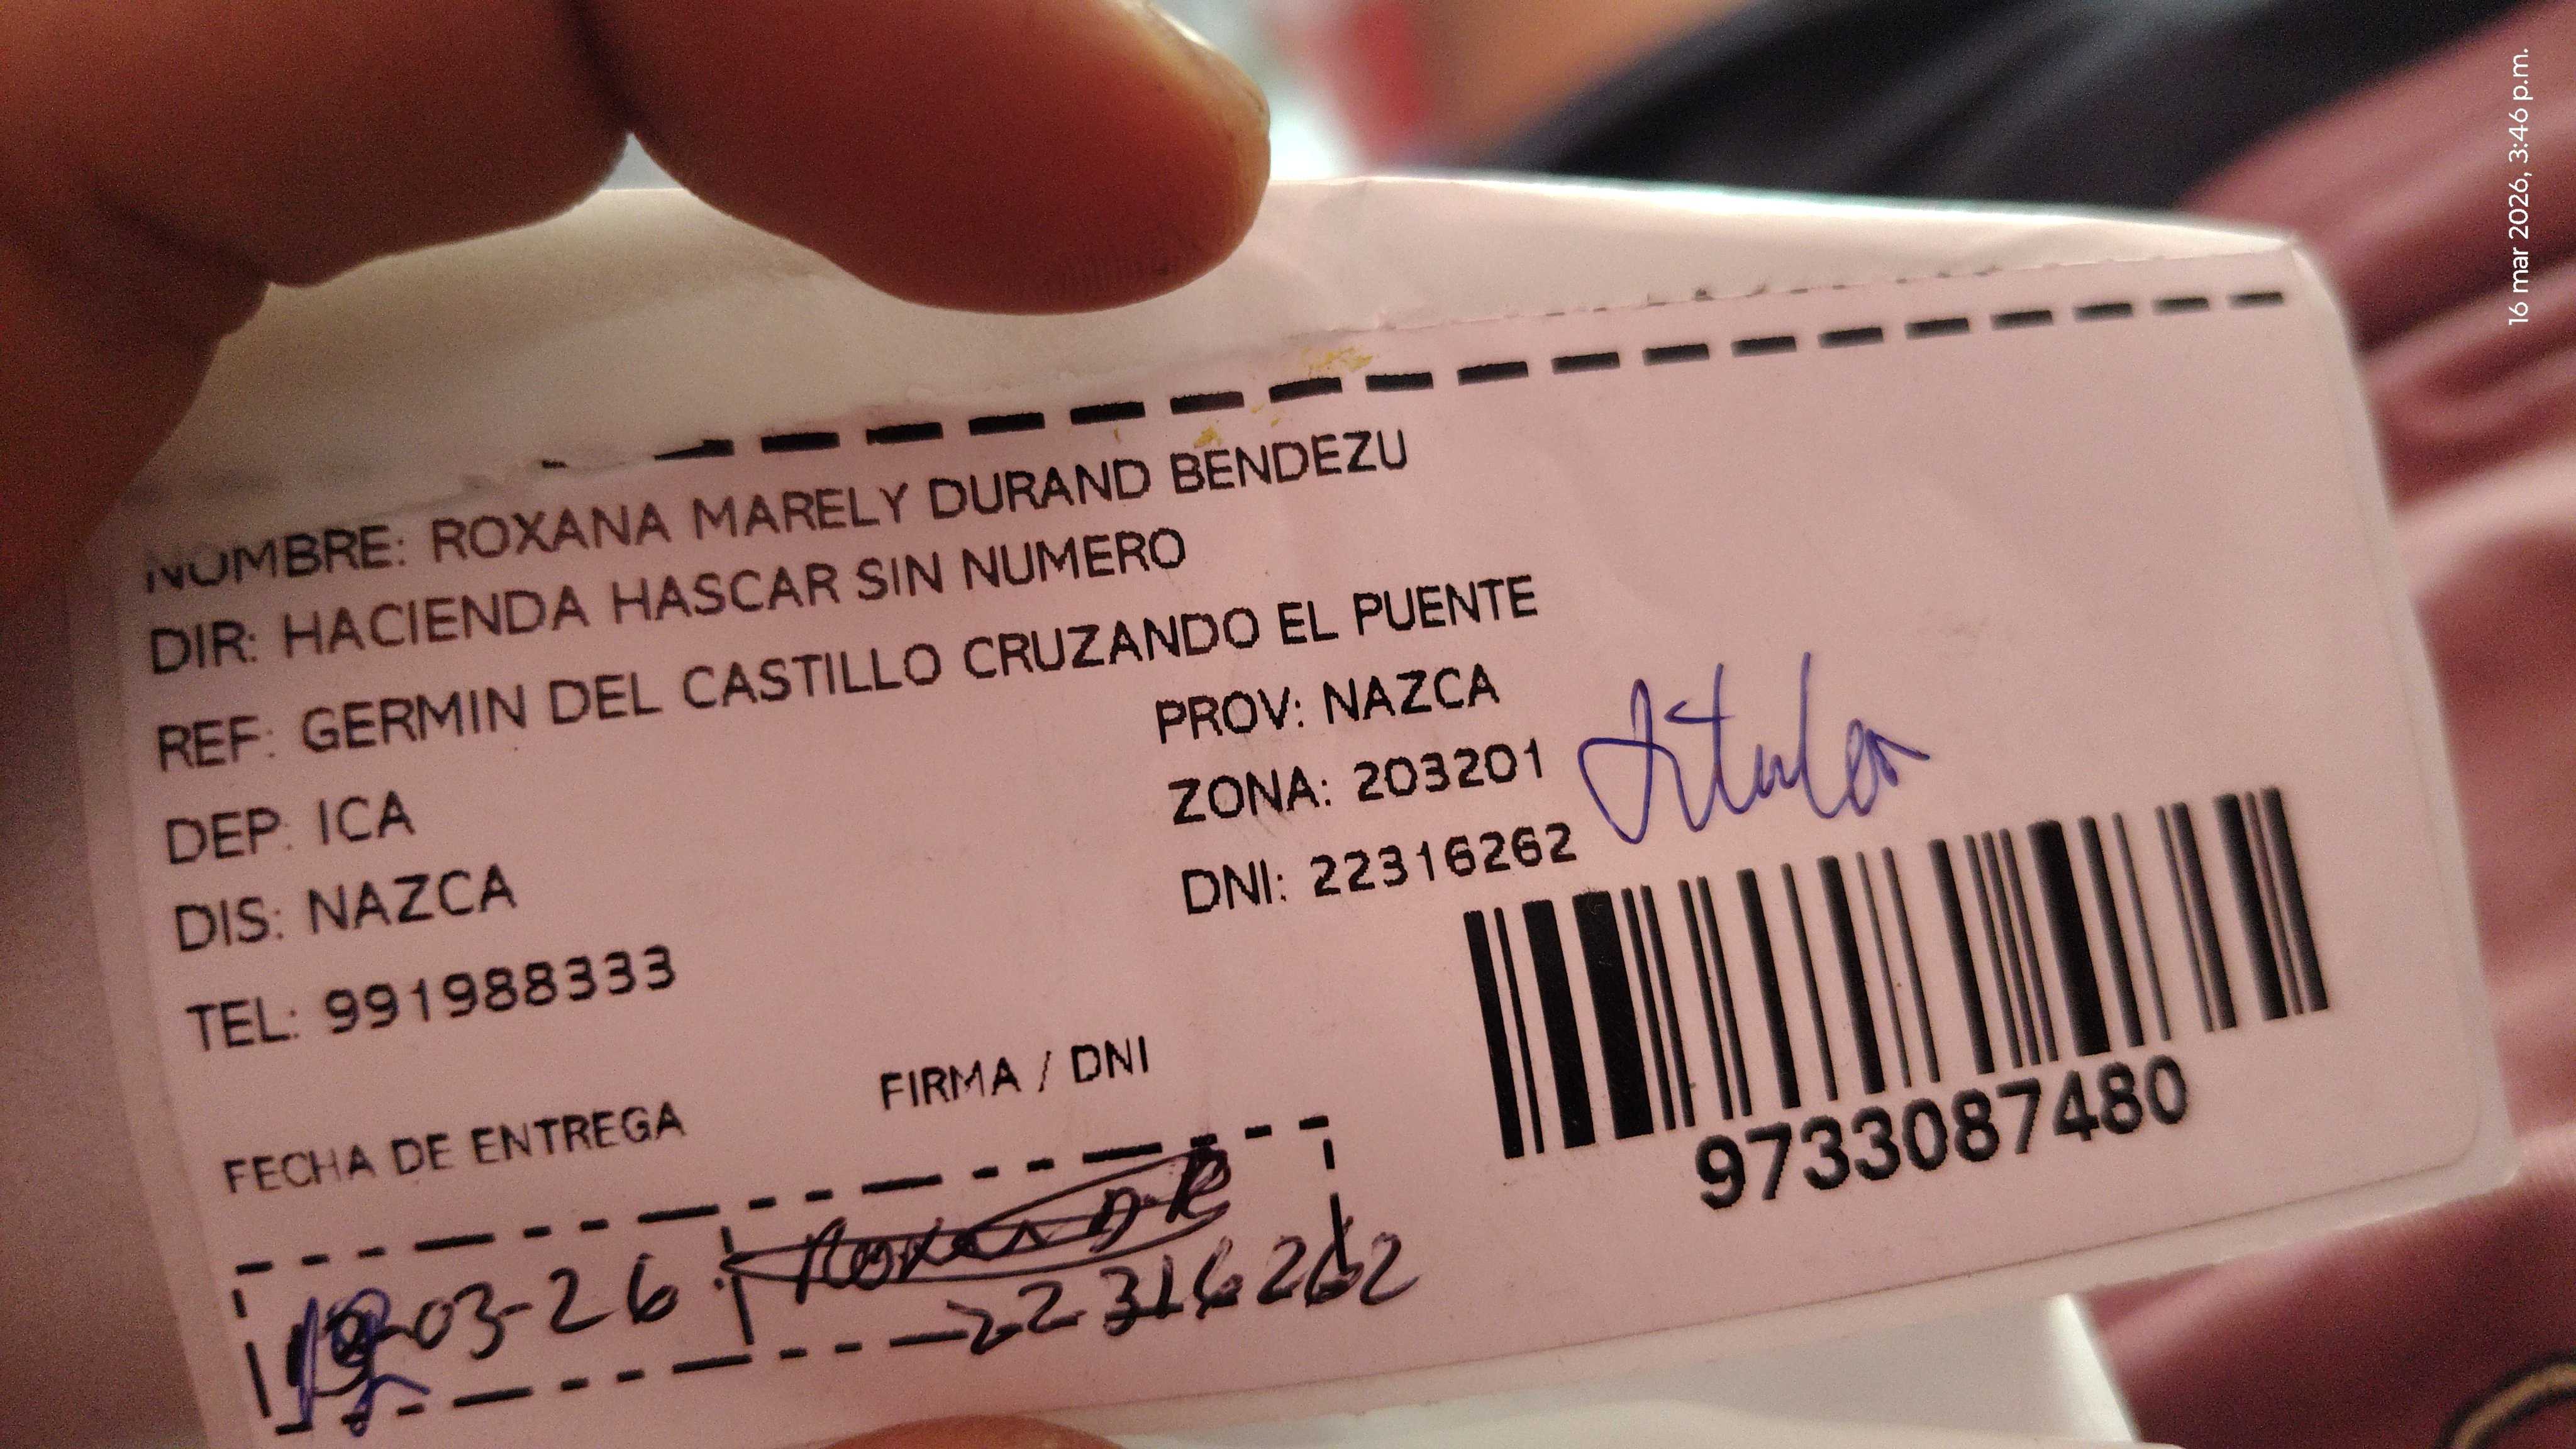 NOMBRE: ROXANA MARELY DURAND BENDEZU
DIR: HACIENDA HASCAR SIN NUMERO
REF: GERMIN DEL CASTILLO CRUZANDO EL PUENTE
DEP: ICA
PROV: NAZCA
DIS: NAZCA
ZONA: 203201
TEL: 991988333
DNI: 22316262
titular
9733087480
FECHA DE ENTREGA
FIRMA / DNI
03-26
22316262
16 mar 2026, 3:46 p.m.